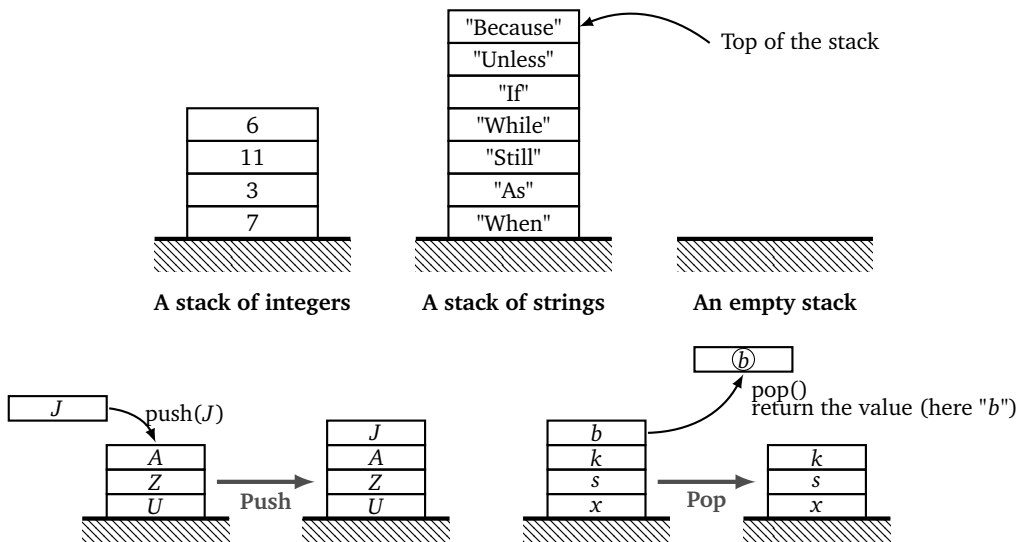 "Because"
Top of the stack
"Unless"
"If"
6
"While"
11
"Still"
3
"As"
7
"When"
A stack of integers
A stack of strings
An empty stack
b
pop()
return the value (here "b")
J
push(J)
A
Z
U
Push
J
A
Z
U
b
k
s
x
Pop
k
s
x